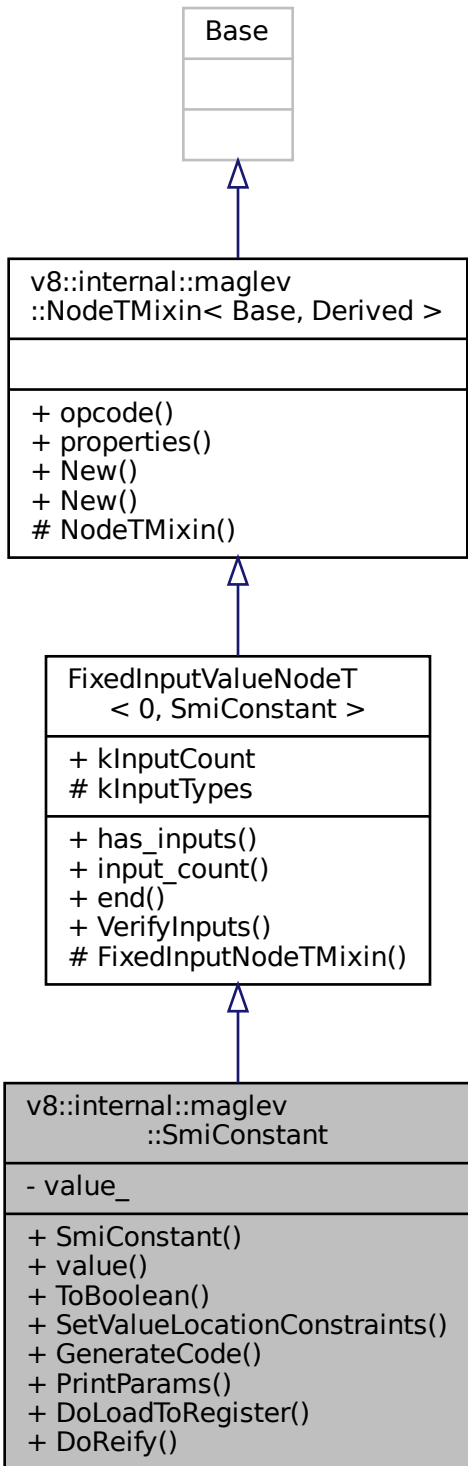 Base
v8::internal::maglev
::NodeTMixin< Base, Derived >
+ opcode()
+ properties()
+ New()
+ New()
# NodeTMixin()
FixedInputValueNodeT
< 0, SmiConstant >
+ kInputCount
# kInputTypes
+ has_inputs()
+ input_count()
+ end()
+ VerifyInputs()
# FixedInputNodeTMixin()
v8::internal::maglev
::SmiConstant
- value_
+ SmiConstant()
+ value()
+ ToBoolean()
+ SetValueLocationConstraints()
+ GenerateCode()
+ PrintParams()
+ DoLoadToRegister()
+ DoReify()